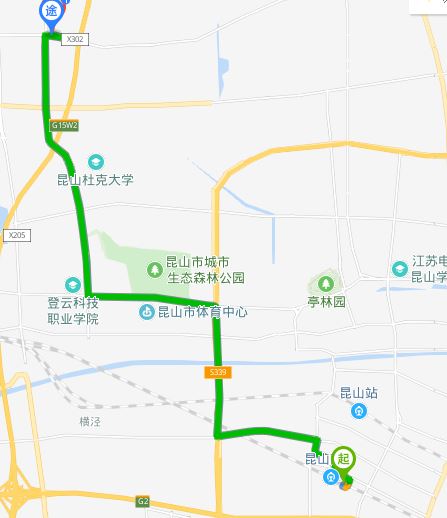 途
X302
G15W2
昆山杜克大学
X205
昆山市城市
生态森林公园
登云科技
职业学院
昆山市体育中心
亭林园
江苏电
昆山学
S339
昆山站
横泾
昆山
起
G2